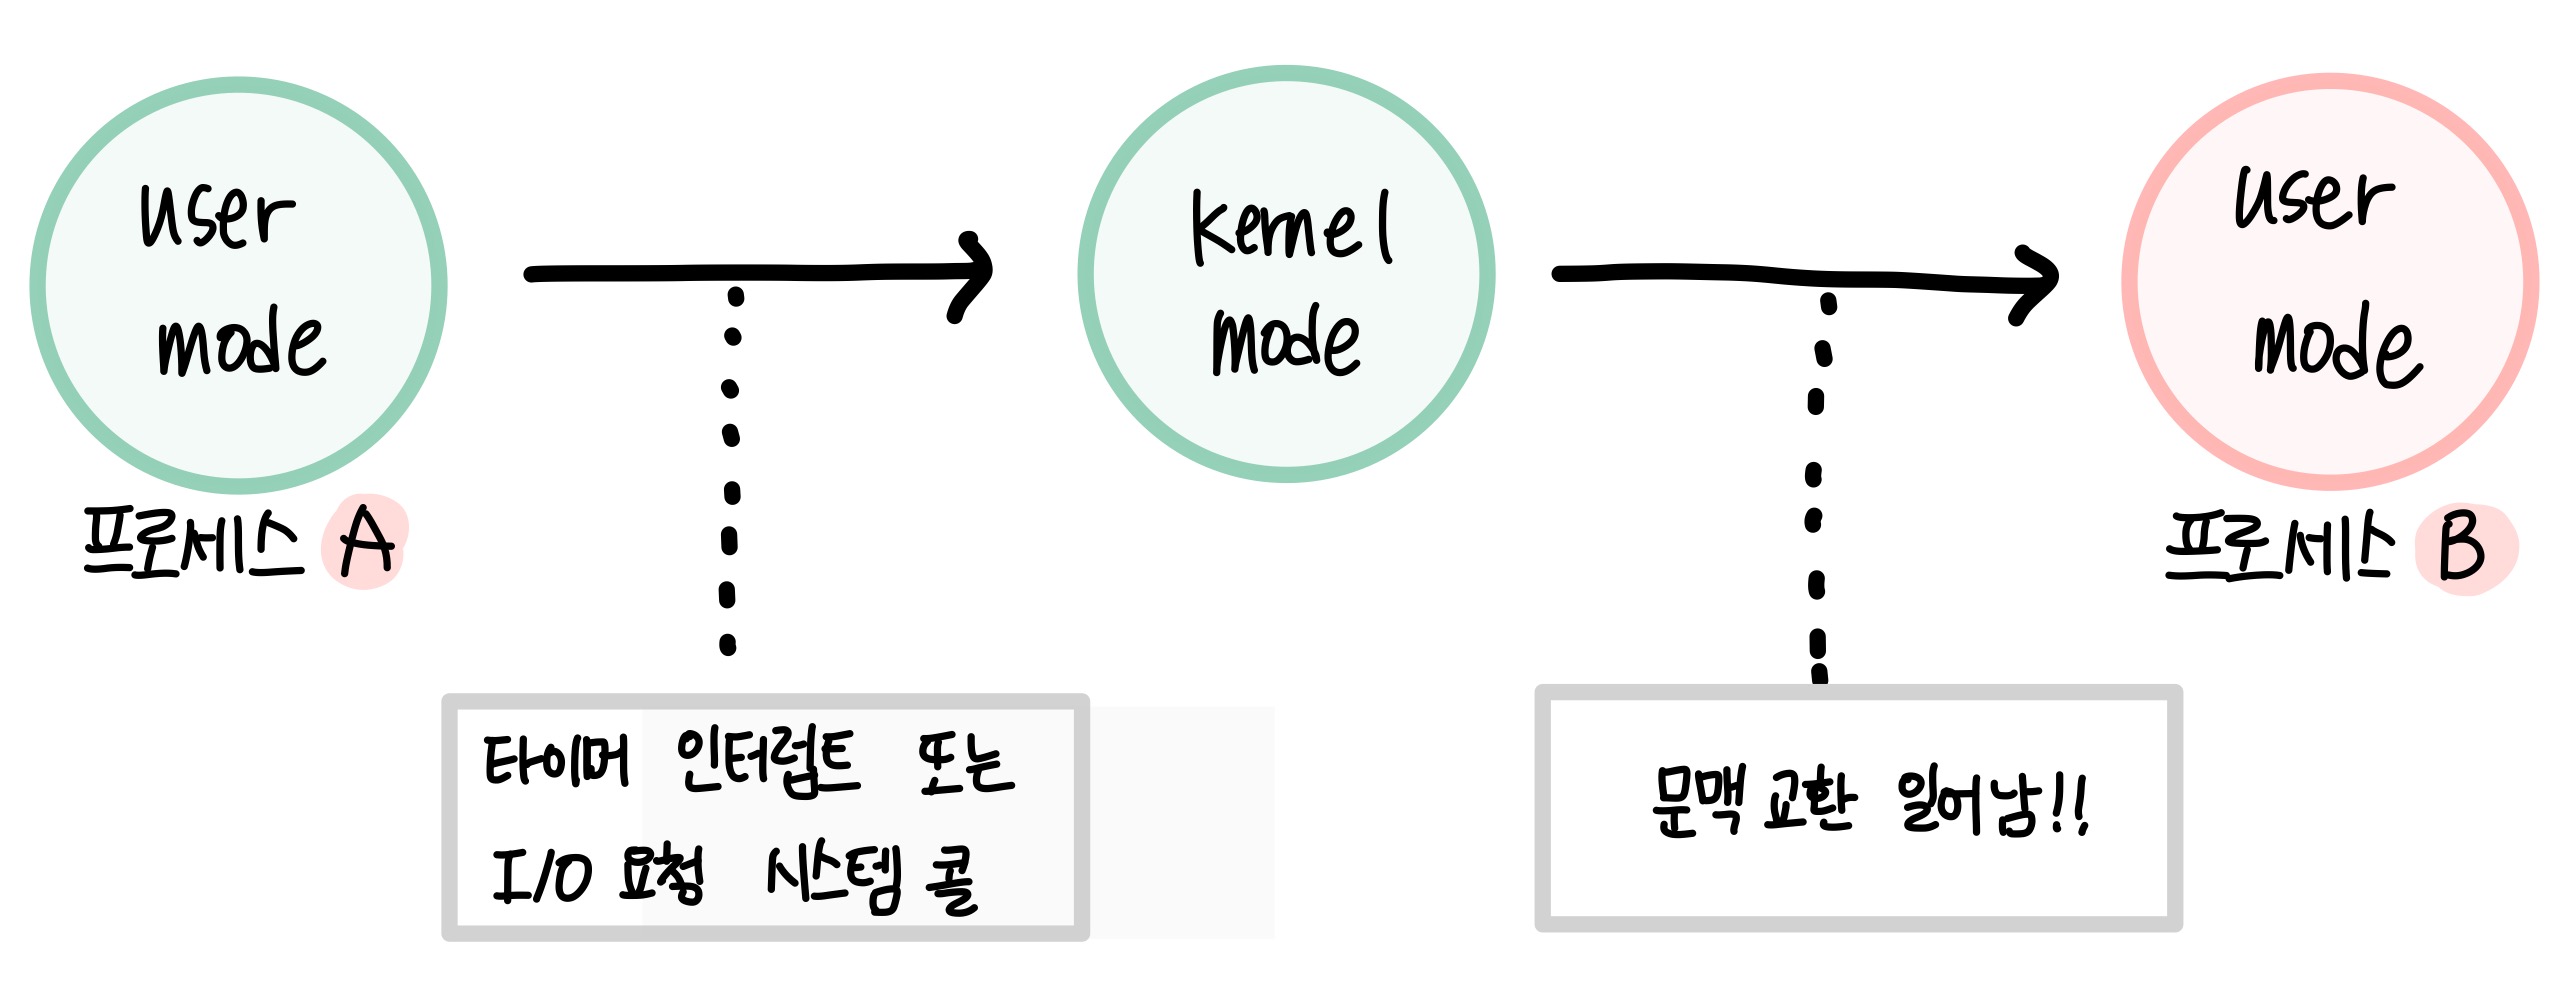 user
mode
프로세스 A
kernel
mode
user
mode
프로세스 B
타이머 인터럽트 또는
I/O 요청 시스템 콜
문맥 교환 일어남!!